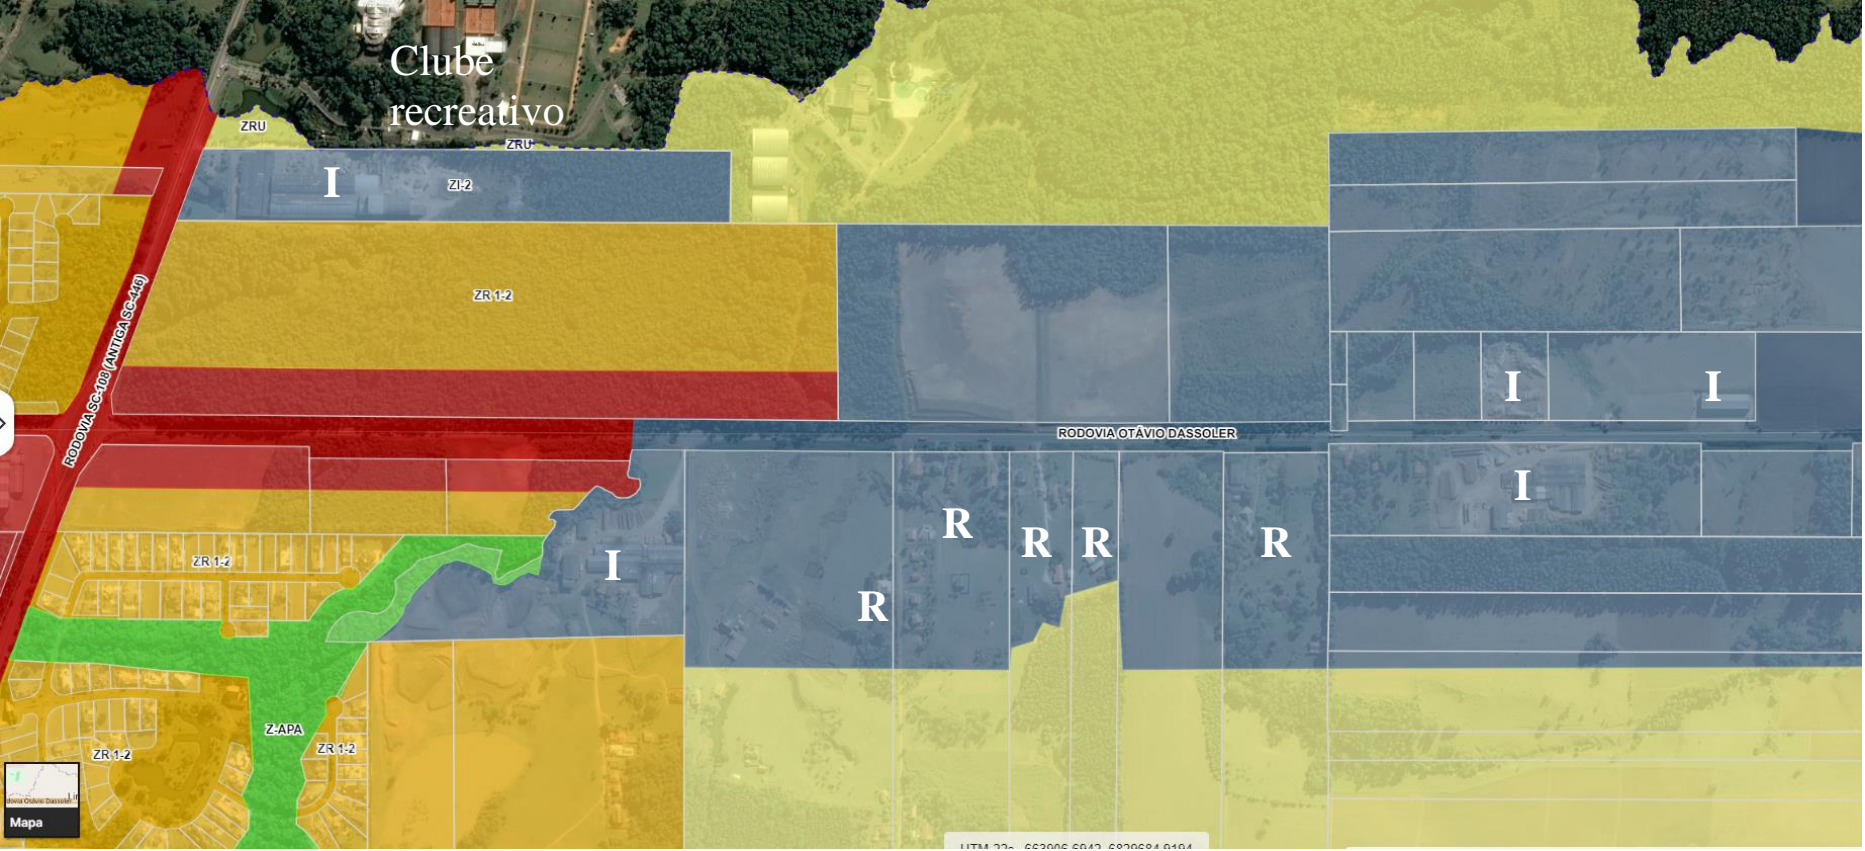 Clube
recreativo
ZRU
ZRU
I
ZI-2
RODOVIA SC-108 (ANTIGA SC-446)
ZR 1-2
I
I
RODOVIA OTÁVIO DASSOLER
I
R
R
R
R
ZR 1-2
I
R
Z-APA
ZR 1-2
ZR 1-2
Mapa